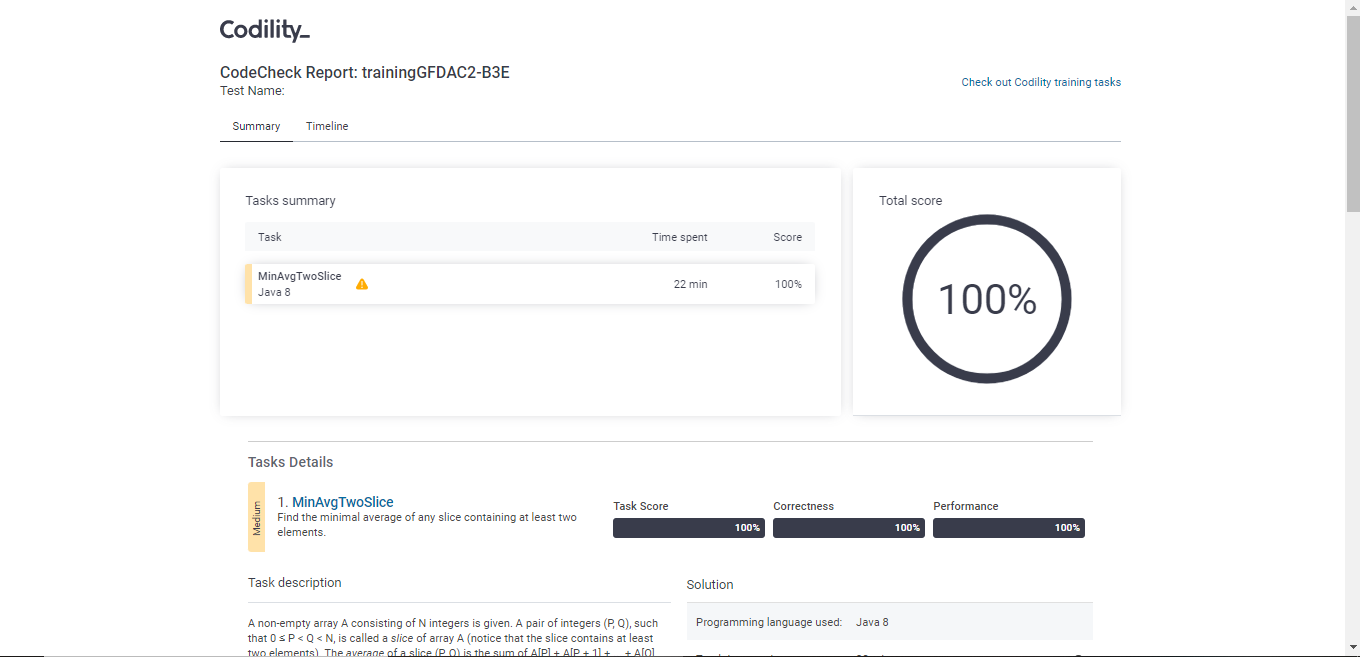 Codility_
CodeCheck Report: trainingGFDAC2-B3E
Test Name:
Check out Codility training tasks
Summary
Timeline
Tasks summary
Task Time spent Score
MinAvgTwoSlice
Java 8
22 min 100%
Total score
100%
Tasks Details
Medium
1. MinAvgTwoSlice
Find the minimal average of any slice containing at least two
elements.
Task Score
100%
Correctness
100%
Performance
100%
Task description
A non-empty array A consisting of N integers is given. A pair of integers (P, Q), such
that 0 ≤ P < Q < N, is called a slice of array A (notice that the slice contains at least
two elements). The average of a slice (P, Q) is the sum of A[P] + A[P + 1] + ... + A[Q]
Solution
Programming language used: Java 8